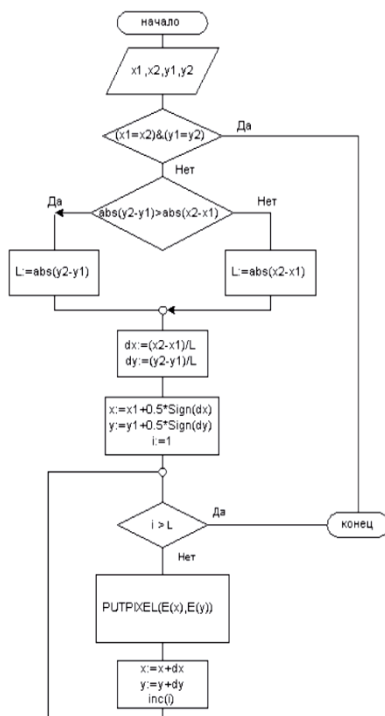 начало
x1,x2,y1,y2
(x1=x2)&(y1=y2)
Да
Нет
abs(y2-y1)>abs(x2-x1)
Да
Нет
L:=abs(y2-y1)
L:=abs(x2-x1)
dx:=(x2-x1)/L
dy:=(y2-y1)/L
x:=x1+0.5*Sign(dx)
y:=y1+0.5*Sign(dy)
i:=1
i > L
Да
конец
Нет
PUTPIXEL(E(x),E(y))
x:=x+dx
y:=y+dy
inc(i)